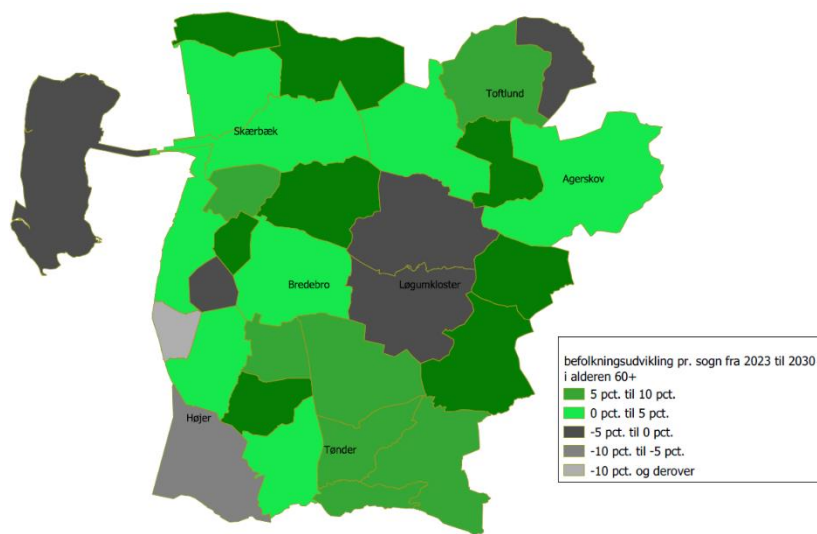 Toftlund
Skærbæk
Agerskov
Bredebro
Løgumkloster
Højer
Tønder
befolkningsudvikling pr. sogn fra 2023 til 2030
i alderen 60+
5 pct. til 10 pct.
0 pct til 5 pct.
-5 pct. til 0 pct.
-10 pct. til -5 pct.
-10 pct. og derover